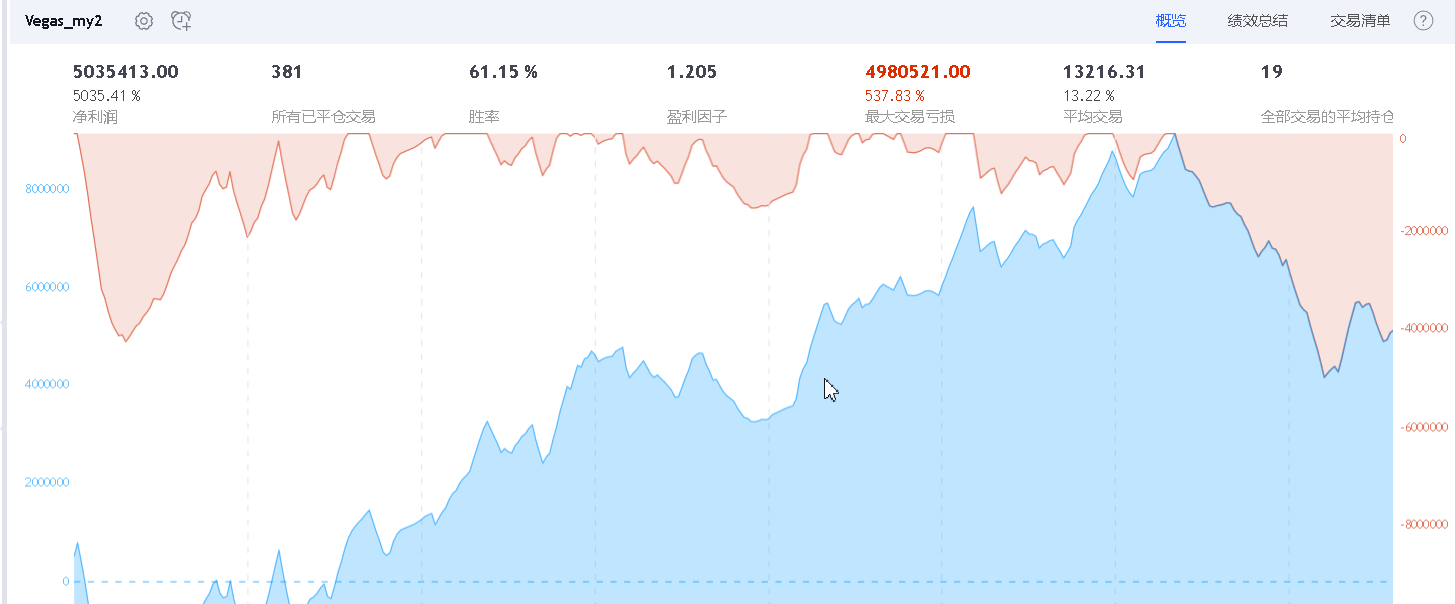 Vegas_my2 概览 绩效总结 交易清单 ?
5035413.00 381 61.15 % 1.205 4980521.00 13216.31 19
5035.41 % 537.83 % 13.22 %
净利润 所有已平仓交易 胜率 盈利因子 最大交易亏损 平均交易 全部交易的平均持仓
0
8000000
-2000000
6000000
-4000000
4000000
-6000000
2000000
-8000000
0